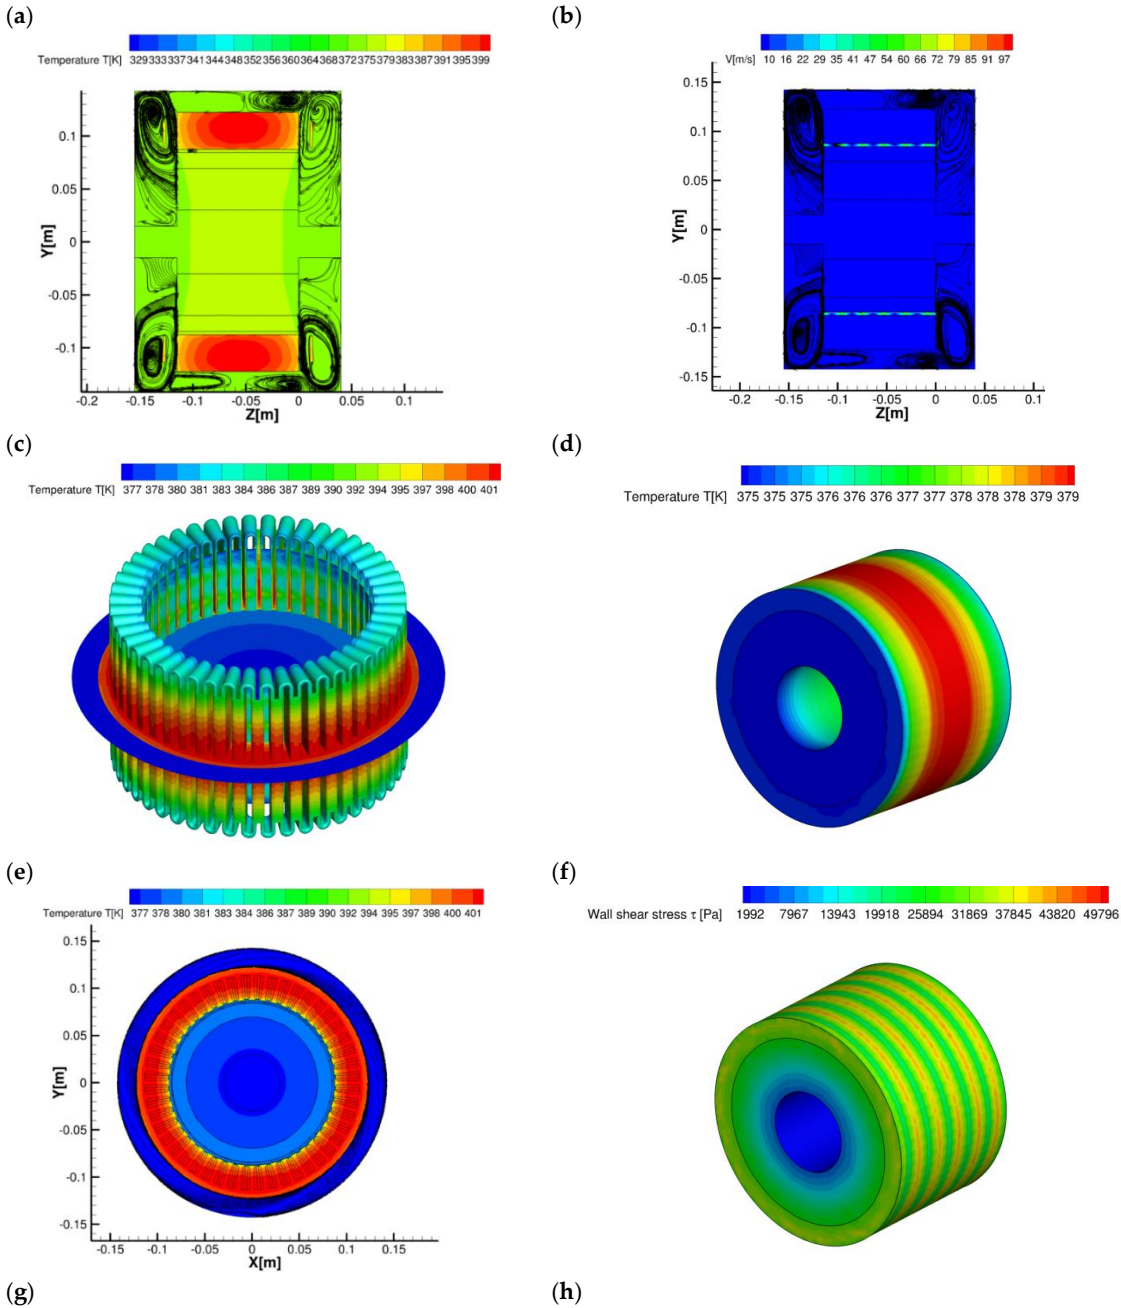 (a)
(b)
Temperature T[K]
329 333 337 341 344 348 352 356 360 364 368 372 375 379 383 387 391 395 399
V[m/s]
10 16 22 29 35 41 47 54 60 66 72 79 85 91 97
0.1
0.05
0
-0.05
-0.1
Y[m]
-0.2 -0.15 -0.1 -0.05 0 0.05 0.1
Z[m]
0.15
0.1
0.05
0
-0.05
-0.1
-0.15
Y[m]
-0.2 -0.15 -0.1 -0.05 0 0.05 0.1
Z[m]
(c)
(d)
Temperature T[K]
377 378 380 381 383 384 386 387 389 390 392 394 395 397 398 400 401
Temperature T[K]
375 375 375 376 376 376 377 377 378 378 378 379 379
(e)
(f)
Temperature T[K]
377 378 380 381 383 384 386 387 389 390 392 394 395 397 398 400 401
Wall shear stress τ [Pa]
1992 7967 13943 19918 25894 31869 37845 43820 49796
0.15
0.1
0.05
0
-0.05
-0.1
-0.15
Y[m]
-0.15 -0.1 -0.05 0 0.05 0.1 0.15
X[m]
(g)
(h)